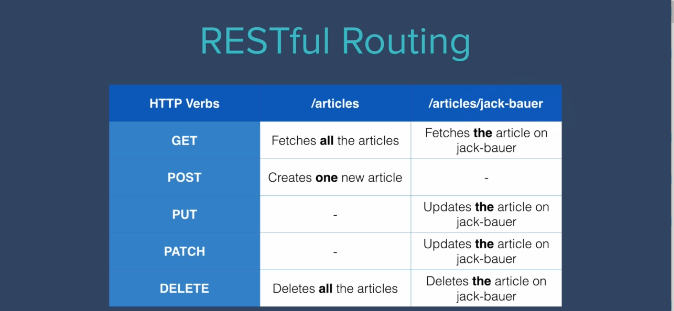 RESTful Routing
HTTP Verbs
/articles
/articles/jack-bauer
GET
Fetches all the articles
Fetches the article on
jack-bauer
POST
Creates one new article
-
PUT
-
Updates the article on
jack-bauer
PATCH
-
Updates the article on
jack-bauer
DELETE
Deletes all the articles
Deletes the article on
jack-bauer